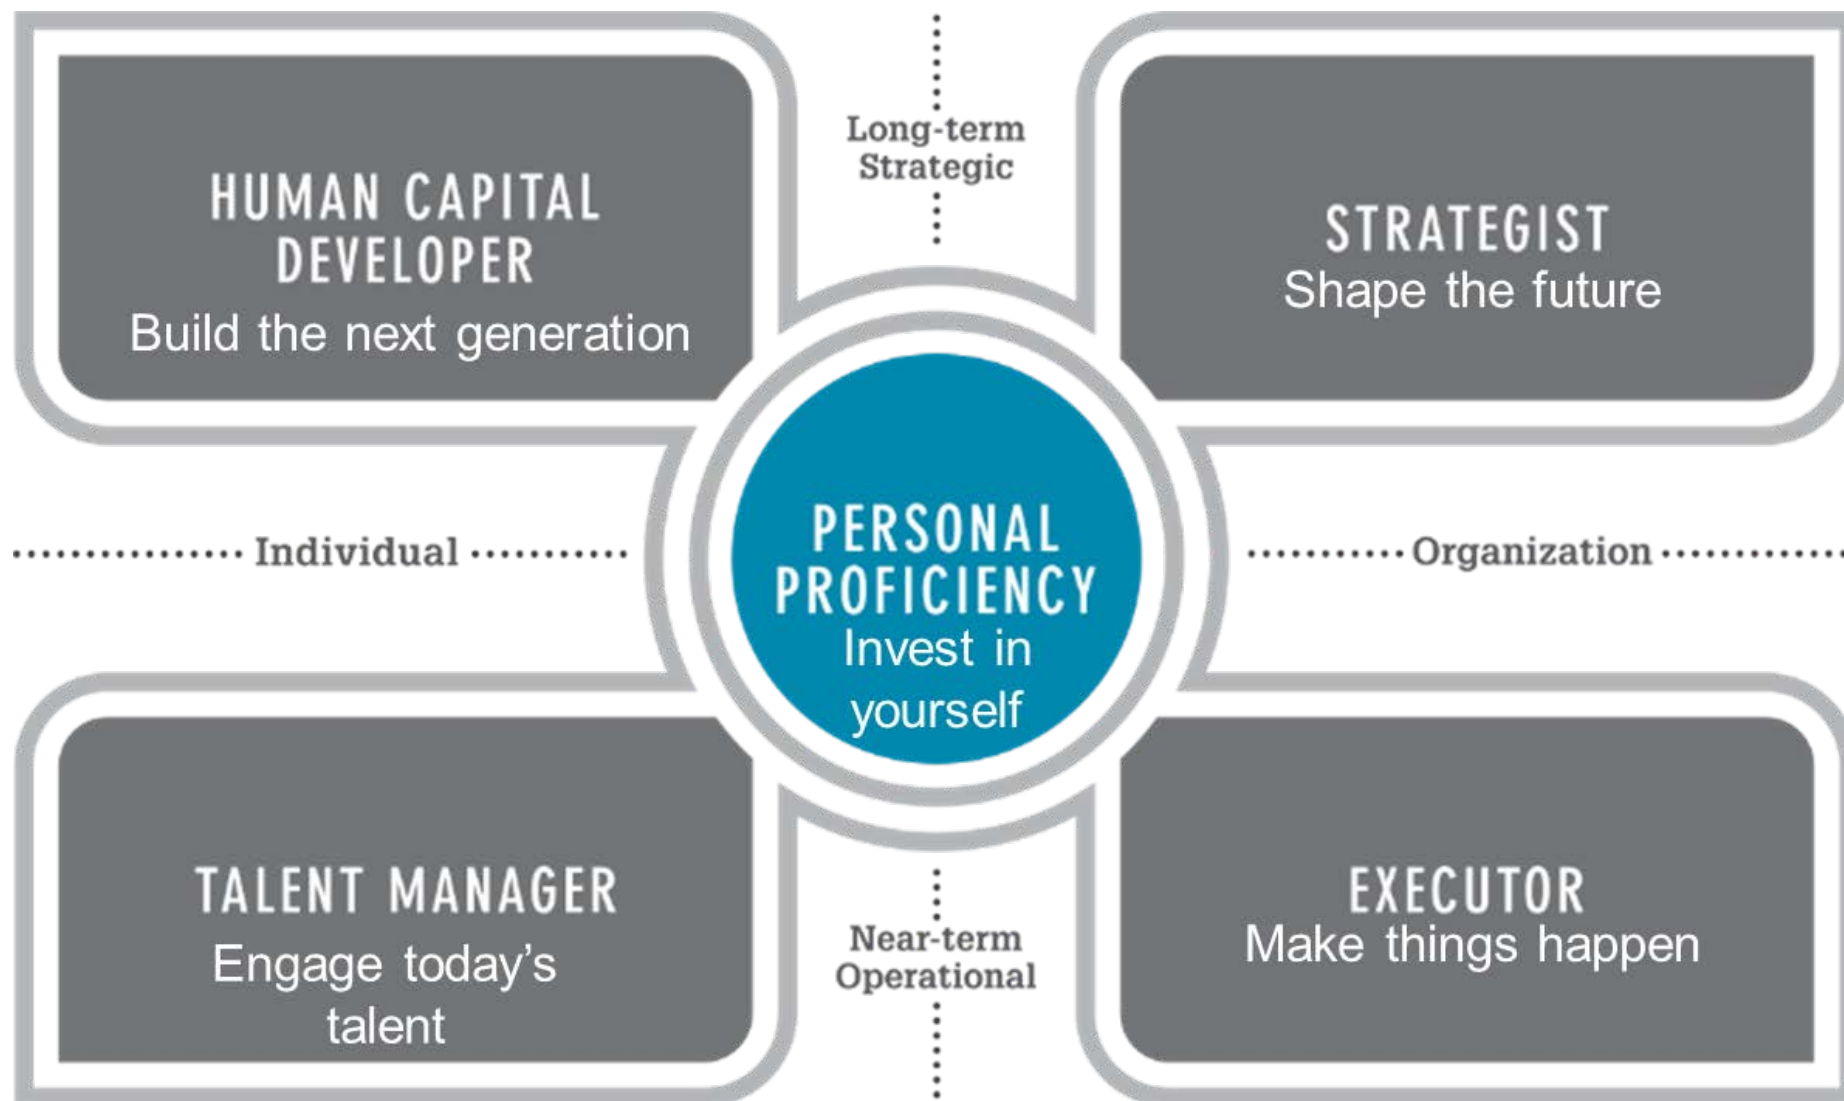 Long-term
Strategic
HUMAN CAPITAL
DEVELOPER
Build the next generation
STRATEGIST
Shape the future
Individual
PERSONAL
PROFICIENCY
Invest in
yourself
Organization
TALENT MANAGER
Engage today’s
talent
Near-term
Operational
EXECUTOR
Make things happen